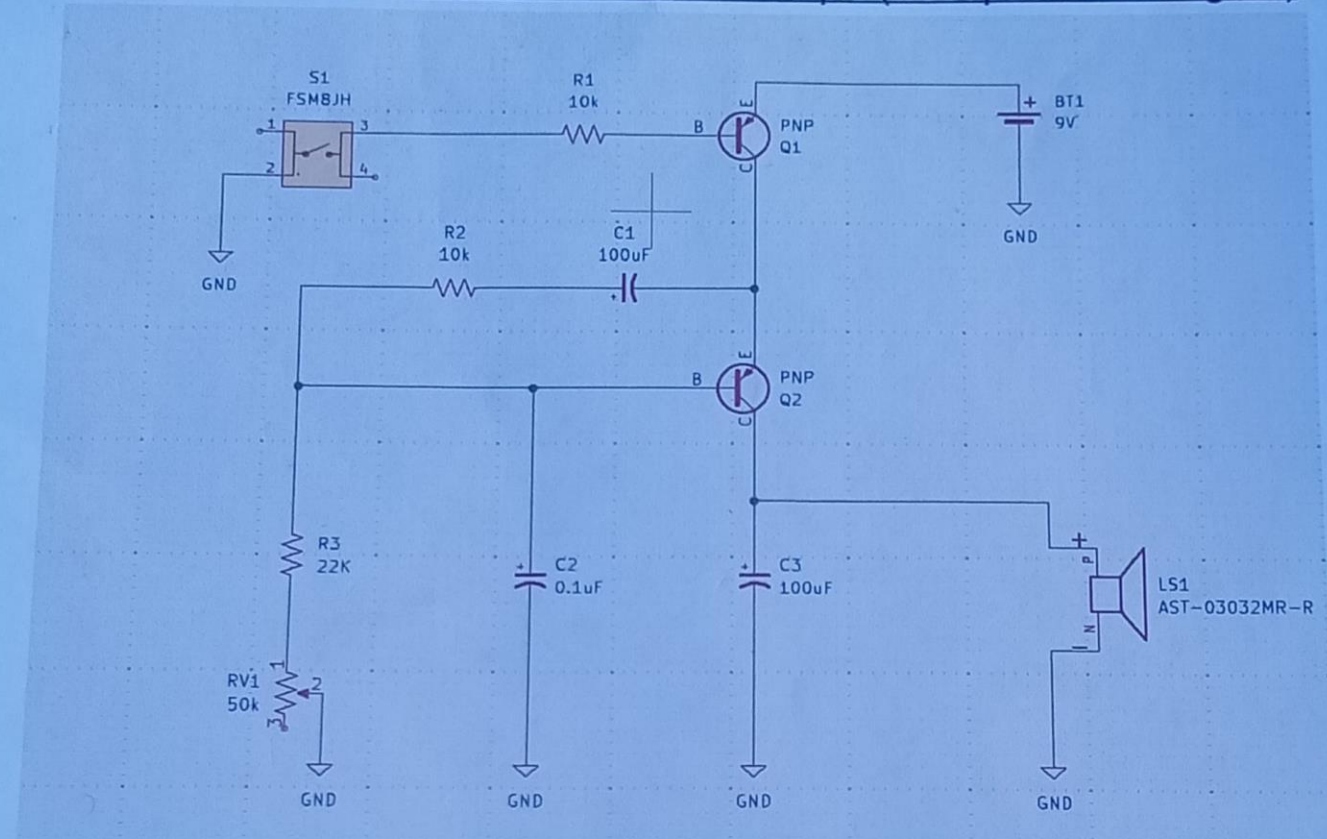 S1
FSM8JH
1
3
2
4
GND
R1
10k
B
E
C
PNP
Q1
+
BT1
9V
GND
R2
10k
C1
100uF
+
B
E
C
PNP
Q2
R3
22K
+
C2
0.1uF
+
C3
100uF
+
P
N
LS1
AST-03032MR-R
RV1
50k
1
2
3
GND
GND
GND
GND